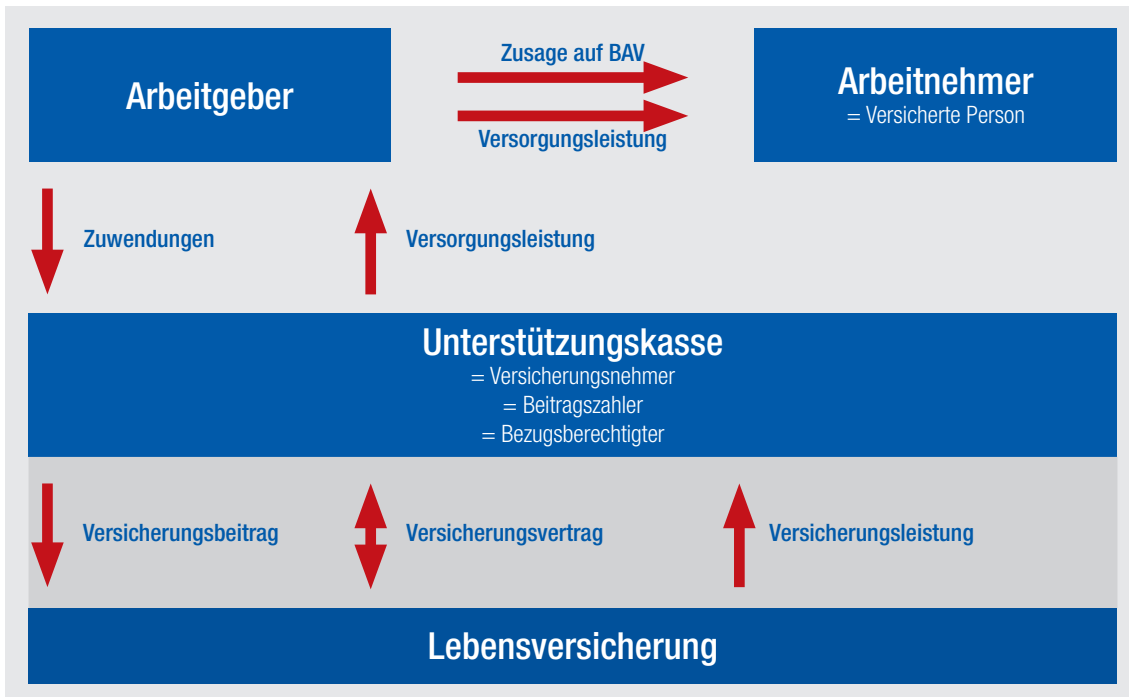 Arbeitgeber
Zusage auf BAV
Versorgungsleistung
Arbeitnehmer
= Versicherte Person
Zuwendungen
Versorgungsleistung
Unterstützungskasse
= Versicherungsnehmer
= Beitragszahler
= Bezugsberechtigter
Versicherungsbeitrag
Versicherungsvertrag
Versicherungsleistung
Lebensversicherung